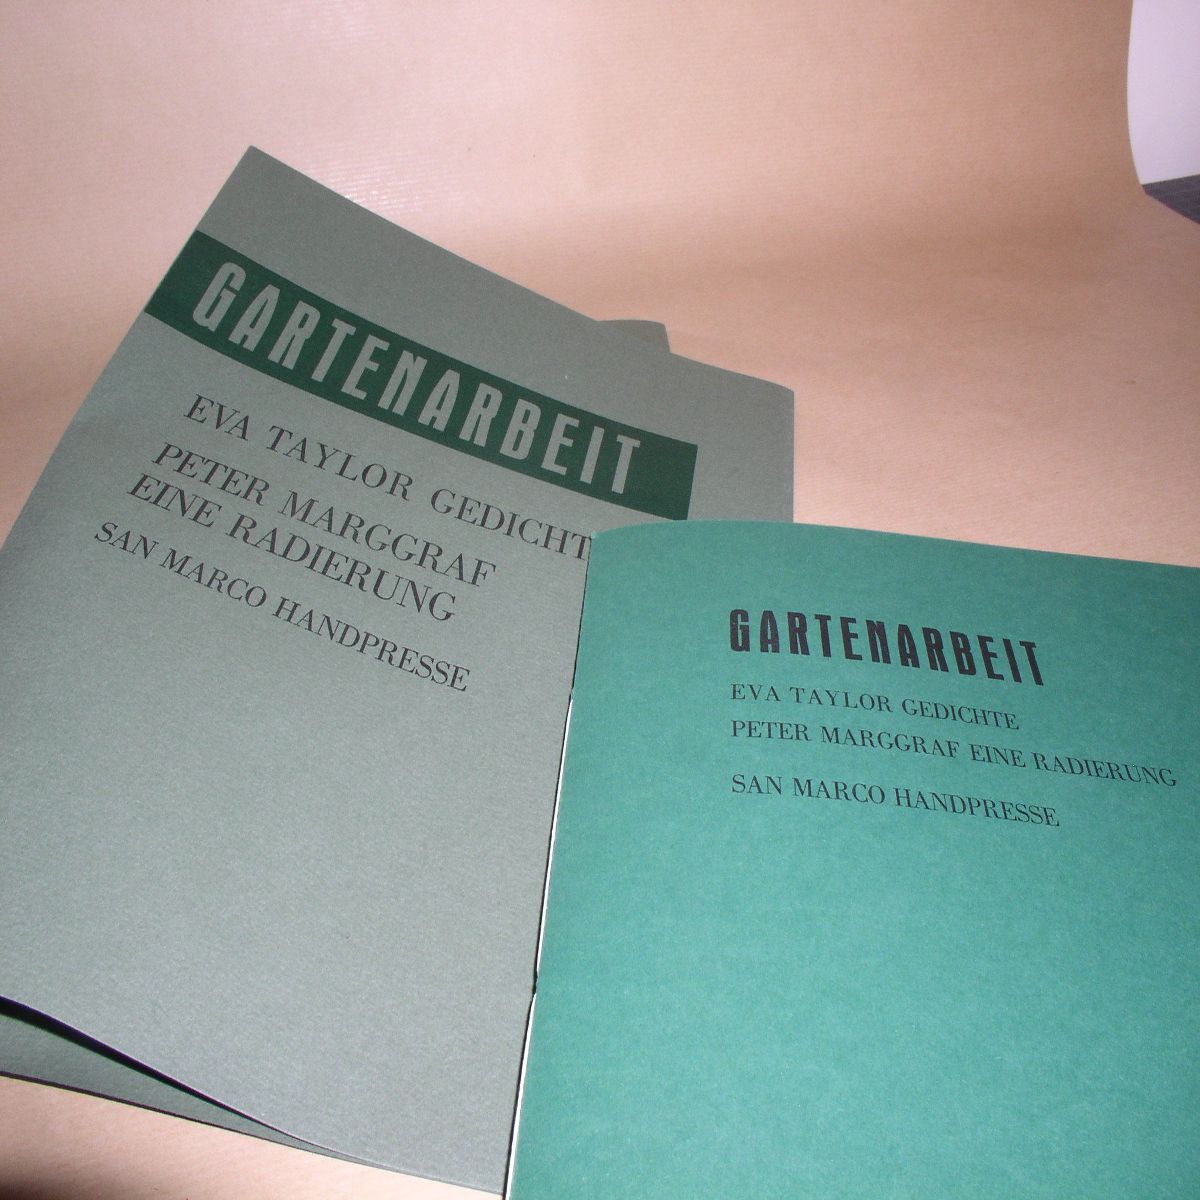 GARTENARBEIT
EVA TAYLOR GEDICHTE
PETER MARGGRAF
EINE RADIERUNG
SAN MARCO HANDPRESSE
GARTENARBEIT
EVA TAYLOR GEDICHTE
PETER MARGGRAF EINE RADIERUNG
SAN MARCO HANDPRESSE